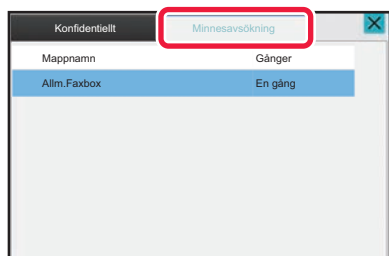 Konfidentiellt Minnesavsökning
Mappnamn Gånger
Allm.Faxbox En gång